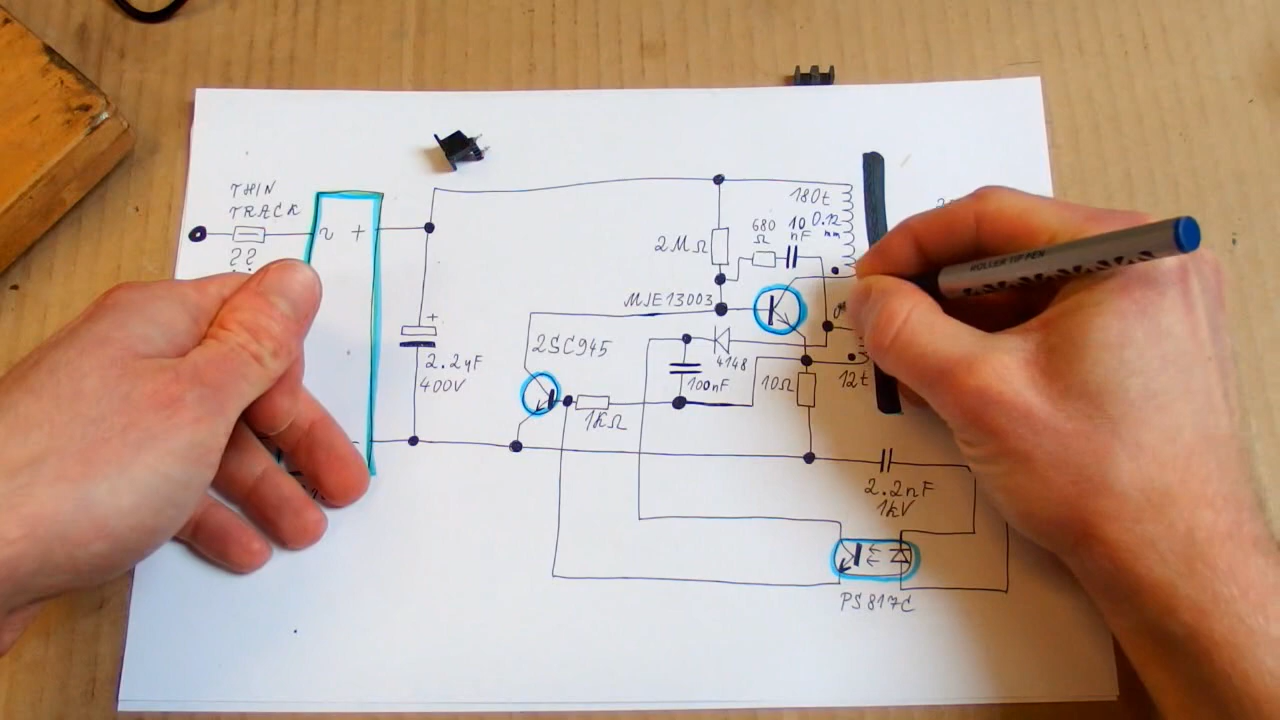 THIN
TRACK
??
~ +
+
2.2µF
400V
2SC945
1KΩ
MJE13003
2MΩ
680
Ω
10
nF
180t
0.12
mm
4148
100nF
10Ω
12t
2.2nF
1kV
PS817C
ROLLER TIP PEN